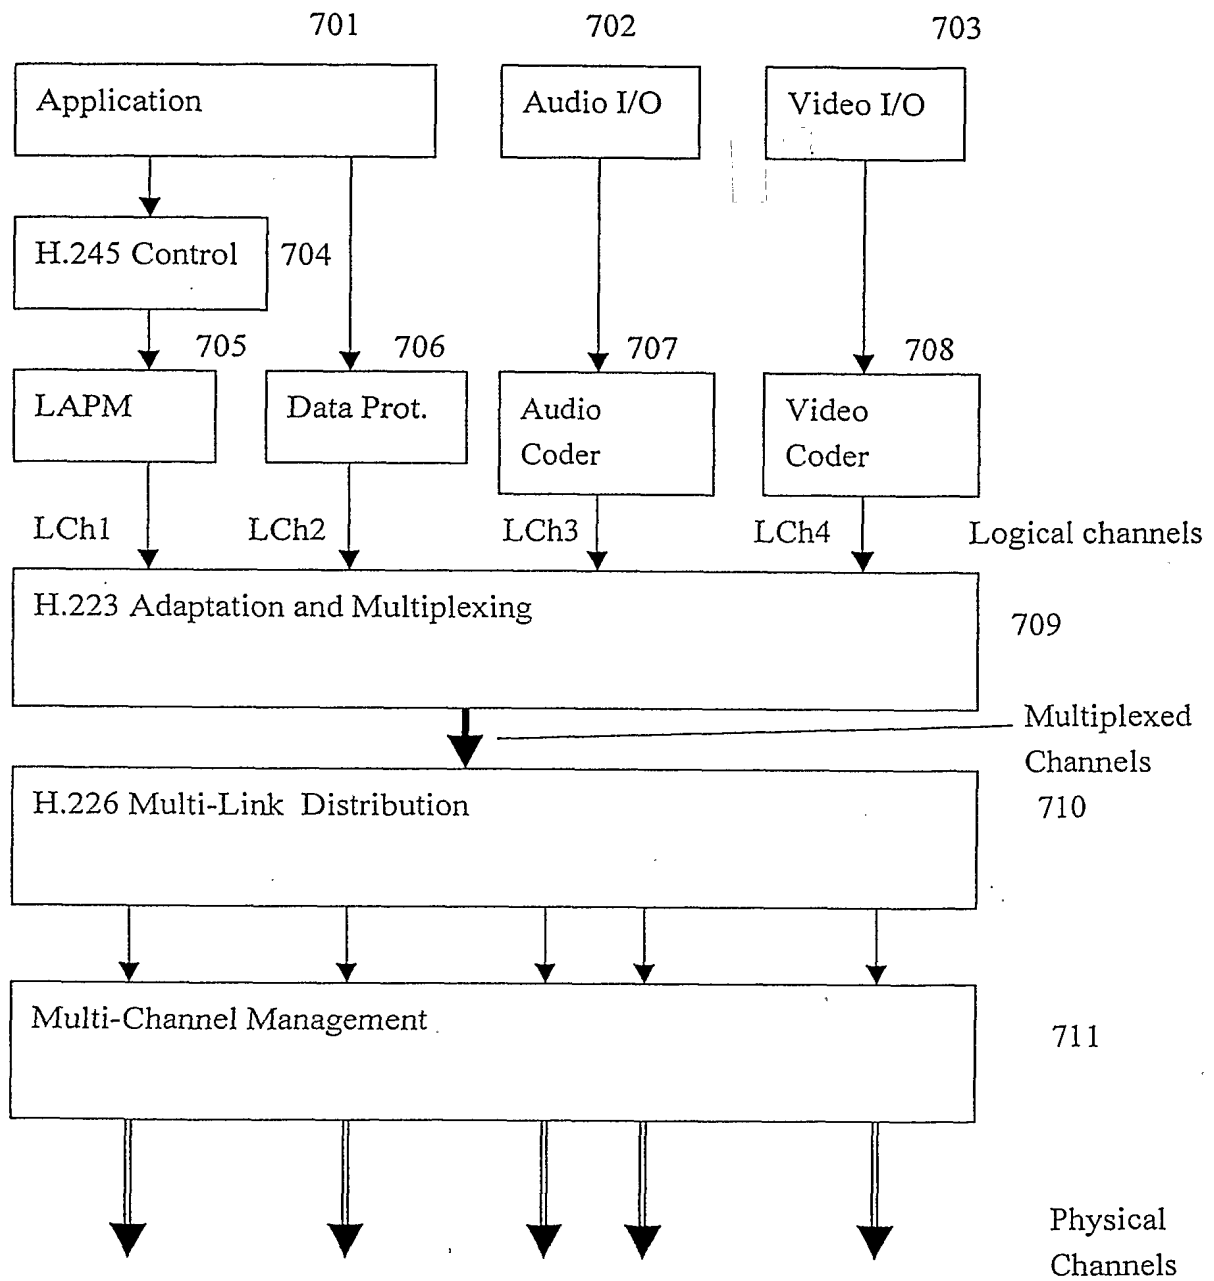 701
702
703
Application
Audio I/O
Video I/O
H.245 Control
704
705
706
707
708
LAPM
Data Prot.
Audio
Coder
Video
Coder
LCh1
LCh2
LCh3
LCh4
Logical channels
H.223 Adaptation and Multiplexing
709
Multiplexed
Channels
H.226 Multi-Link Distribution
710
Multi-Channel Management
711
Physical
Channels